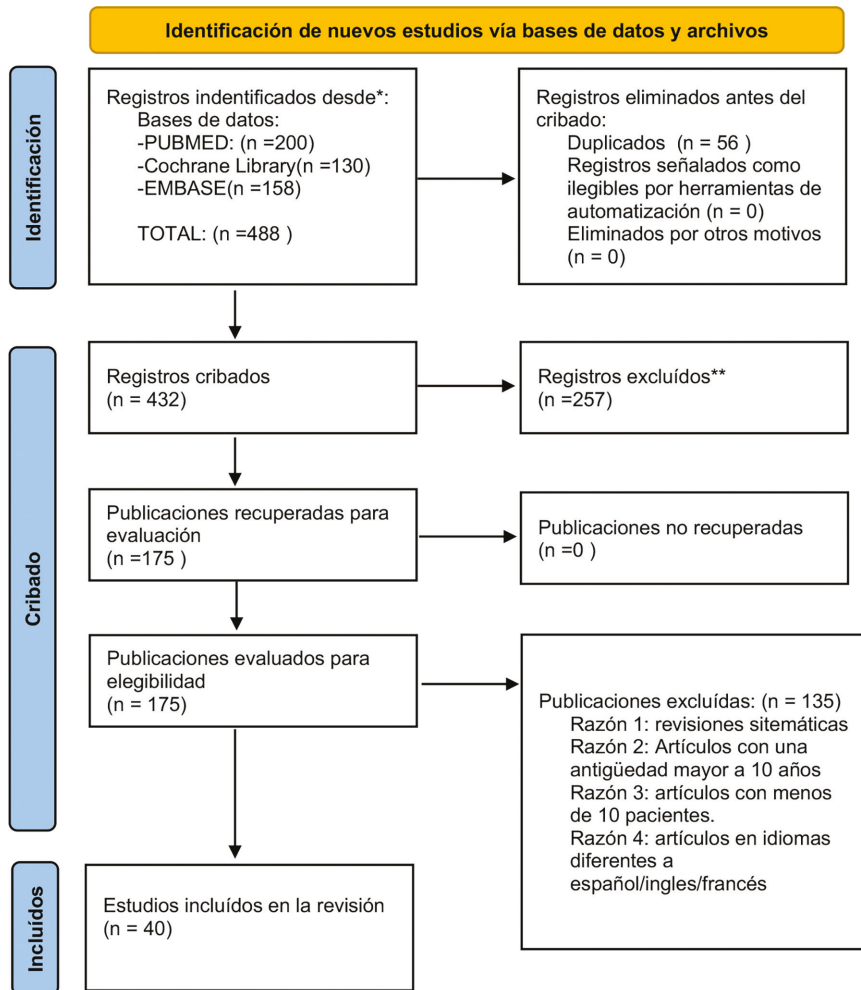 Identificación de nuevos estudios vía bases de datos y archivos
Identificación
Registros indentificados desde*:
Bases de datos:
-PUBMED: (n =200)
-Cochrane Library(n =130)
-EMBASE(n =158)
TOTAL: (n =488 )
Registros eliminados antes del
cribado:
Duplicados (n = 56 )
Registros señalados como
ilegibles por herramientas de
automatización (n = 0)
Eliminados por otros motivos
(n = 0)
Cribado
Registros cribados
(n = 432)
Registros excluídos**
(n =257)
Publicaciones recuperadas para
evaluación
(n =175 )
Publicaciones no recuperadas
(n =0 )
Publicaciones evaluados para
elegibilidad
(n = 175)
Publicaciones excluídas: (n = 135)
Razón 1: revisiones sitemáticas
Razón 2: Artículos con una
antigüedad mayor a 10 años
Razón 3: artículos con menos
de 10 pacientes.
Razón 4: artículos en idiomas
diferentes a
español/ingles/francés
Incluídos
Estudios incluídos en la revisión
(n = 40)